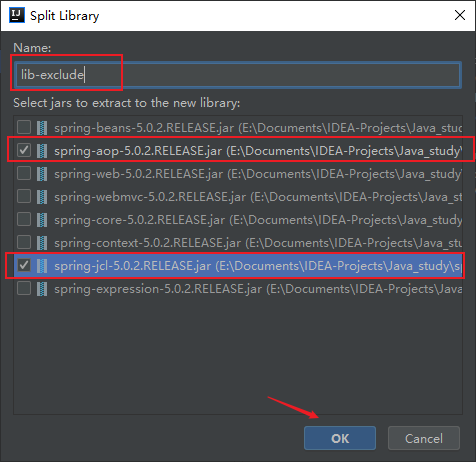 IJ Split Library
Name:
lib-exclude
Select jars to extract to the new library:
spring-beans-5.0.2.RELEASE.jar (E:\Documents\IDEA-Projects\Java_stud
spring-aop-5.0.2.RELEASE.jar (E:\Documents\IDEA-Projects\Java_study\
spring-web-5.0.2.RELEASE.jar (E:\Documents\IDEA-Projects\Java_study\
spring-webmvc-5.0.2.RELEASE.jar (E:\Documents\IDEA-Projects\Java_stu
spring-core-5.0.2.RELEASE.jar (E:\Documents\IDEA-Projects\Java_study\
spring-context-5.0.2.RELEASE.jar (E:\Documents\IDEA-Projects\Java_stu
spring-jcl-5.0.2.RELEASE.jar (E:\Documents\IDEA-Projects\Java_study\sp
spring-expression-5.0.2.RELEASE.jar (E:\Documents\IDEA-Projects\Java
OK Cancel